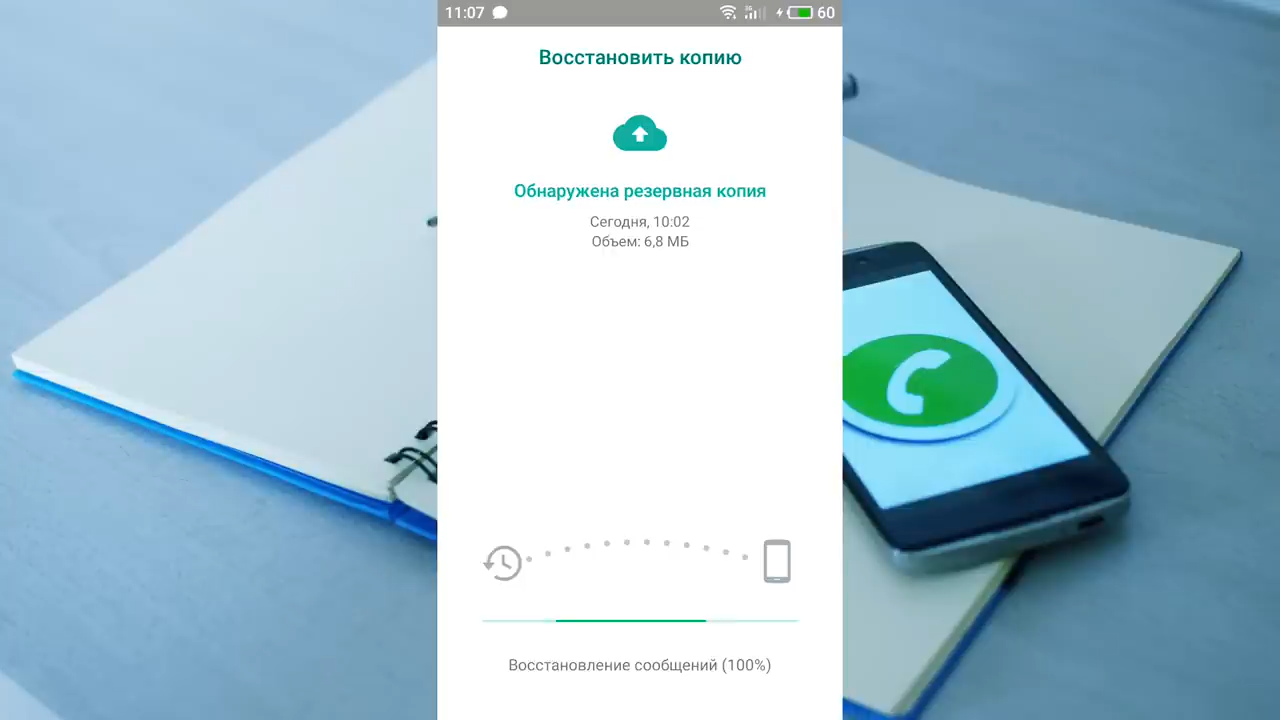 11:07 60
Восстановить копию
Обнаружена резервная копия
Сегодня, 10:02
Объем: 6,8 МБ
Восстановление сообщений (100%)